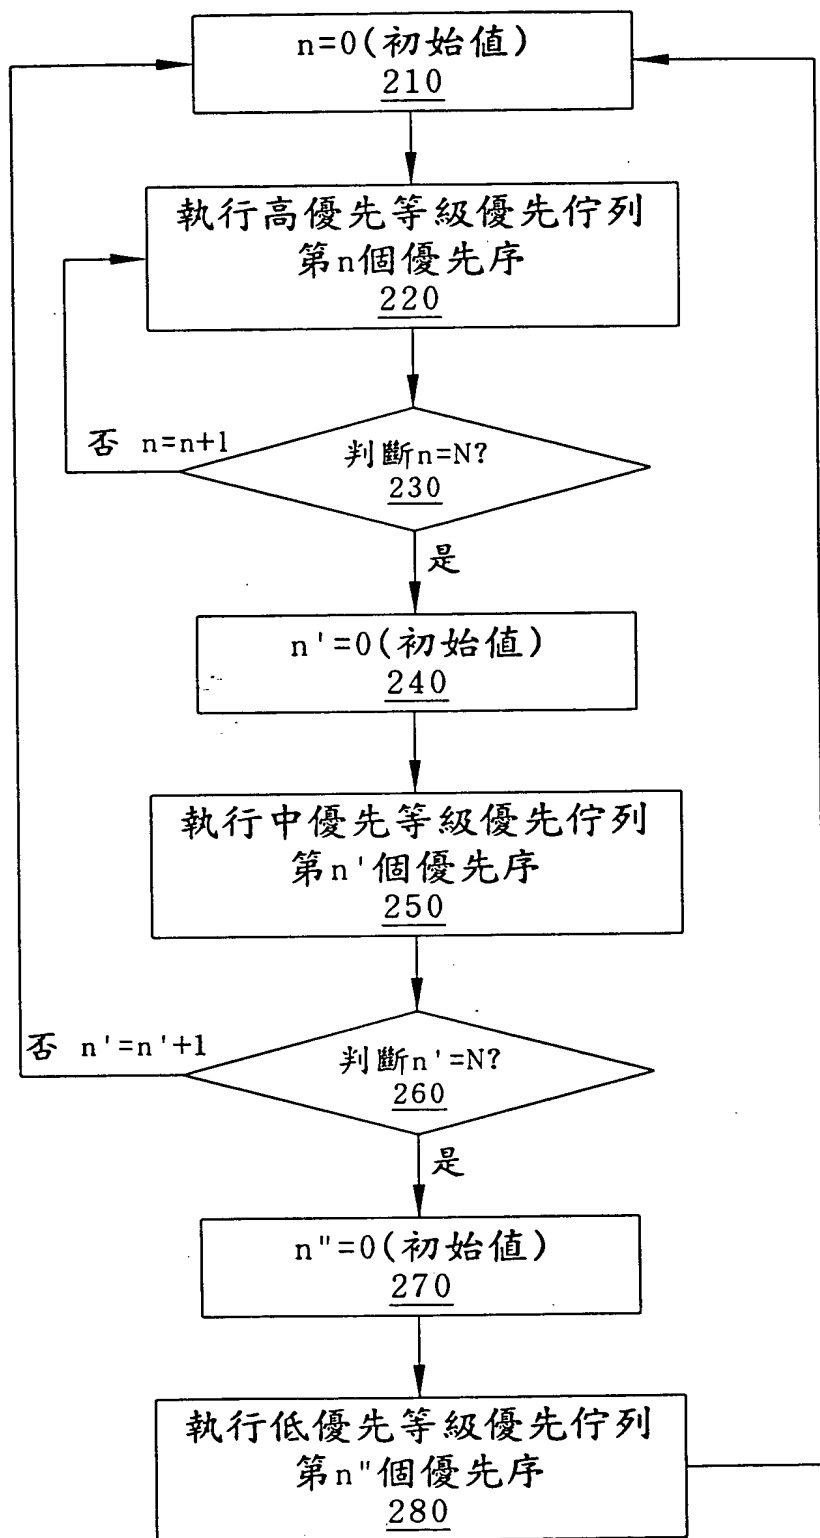 n=0(初始值)
210
執行高優先等級優先佇列
第n個優先序
220
否 n=n+1
判斷n=N?
230
是
n'=0(初始值)
240
執行中優先等級優先佇列
第n'個優先序
250
否 n'=n'+1
判斷n'=N?
260
是
n"=0(初始值)
270
執行低優先等級優先佇列
第n"個優先序
280